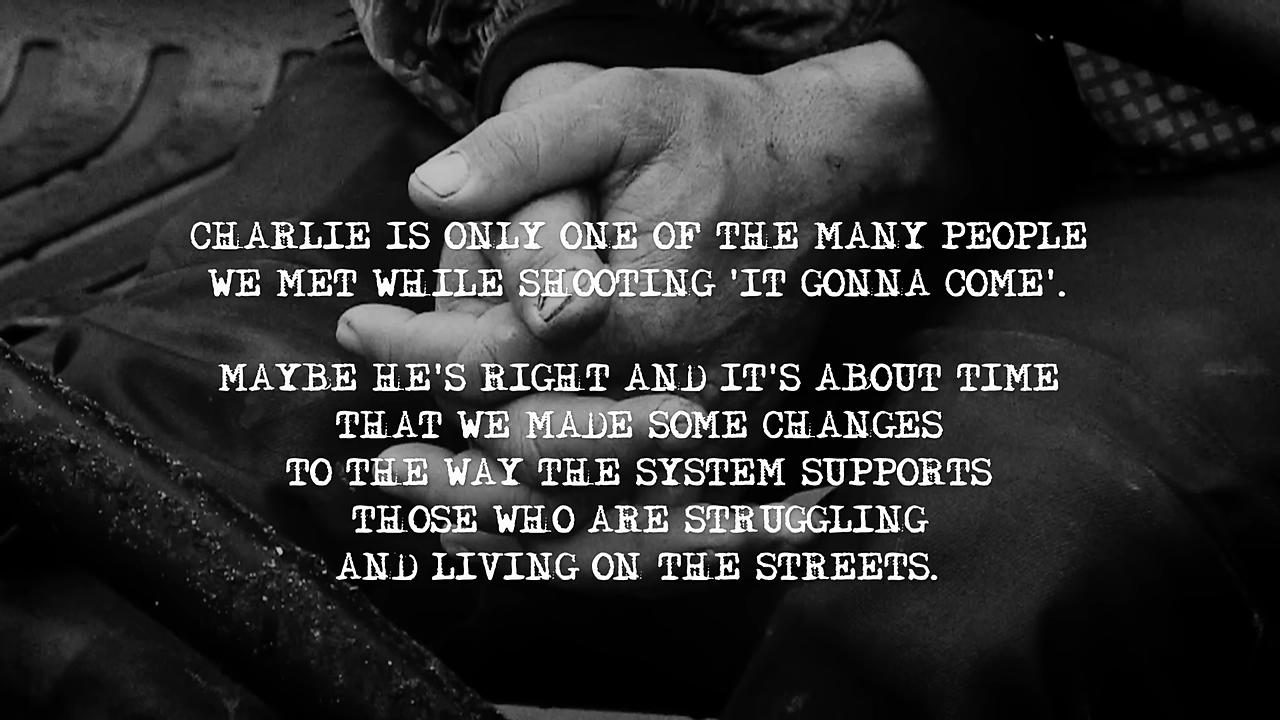 CHARLIE IS ONLY ONE OF THE MANY PEOPLE
WE MET WHILE SHOOTING 'IT GONNA COME'.
MAYBE HE'S RIGHT AND IT'S ABOUT TIME
THAT WE MADE SOME CHANGES
TO THE WAY THE SYSTEM SUPPORTS
THOSE WHO ARE STRUGGLING
AND LIVING ON THE STREETS.